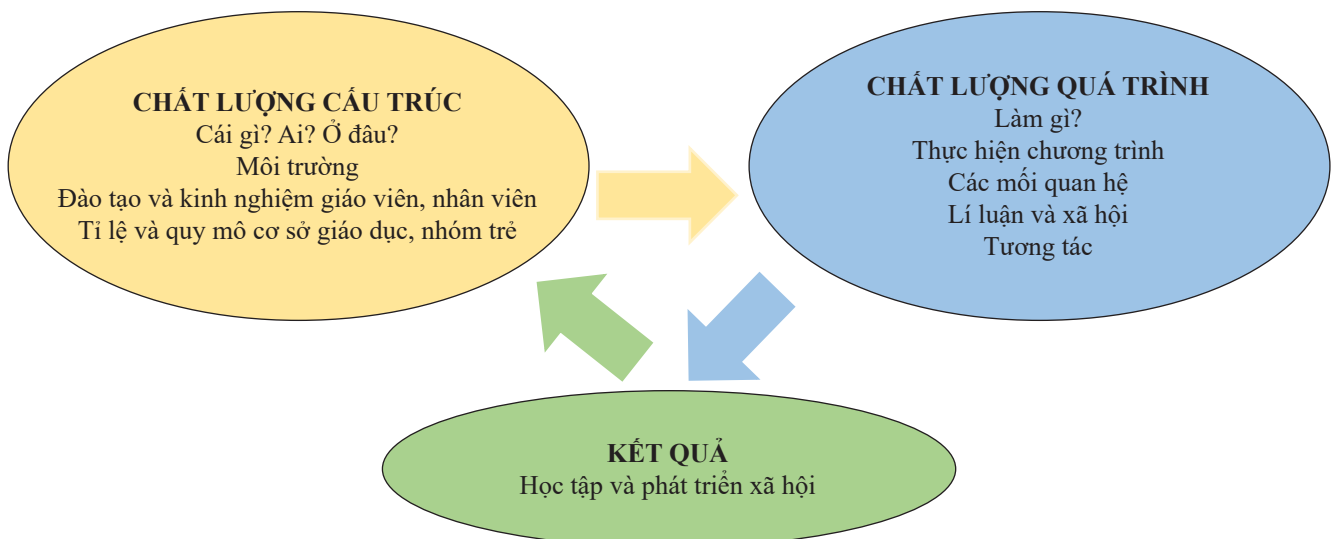 CHẤT LƯỢNG CẤU TRÚC
Cái gì? Ai? Ở đâu?
Môi trường
Đào tạo và kinh nghiệm giáo viên, nhân viên
Tỉ lệ và quy mô cơ sở giáo dục, nhóm trẻ
CHẤT LƯỢNG QUÁ TRÌNH
Làm gì?
Thực hiện chương trình
Các mối quan hệ
Lí luận và xã hội
Tương tác
KẾT QUẢ
Học tập và phát triển xã hội